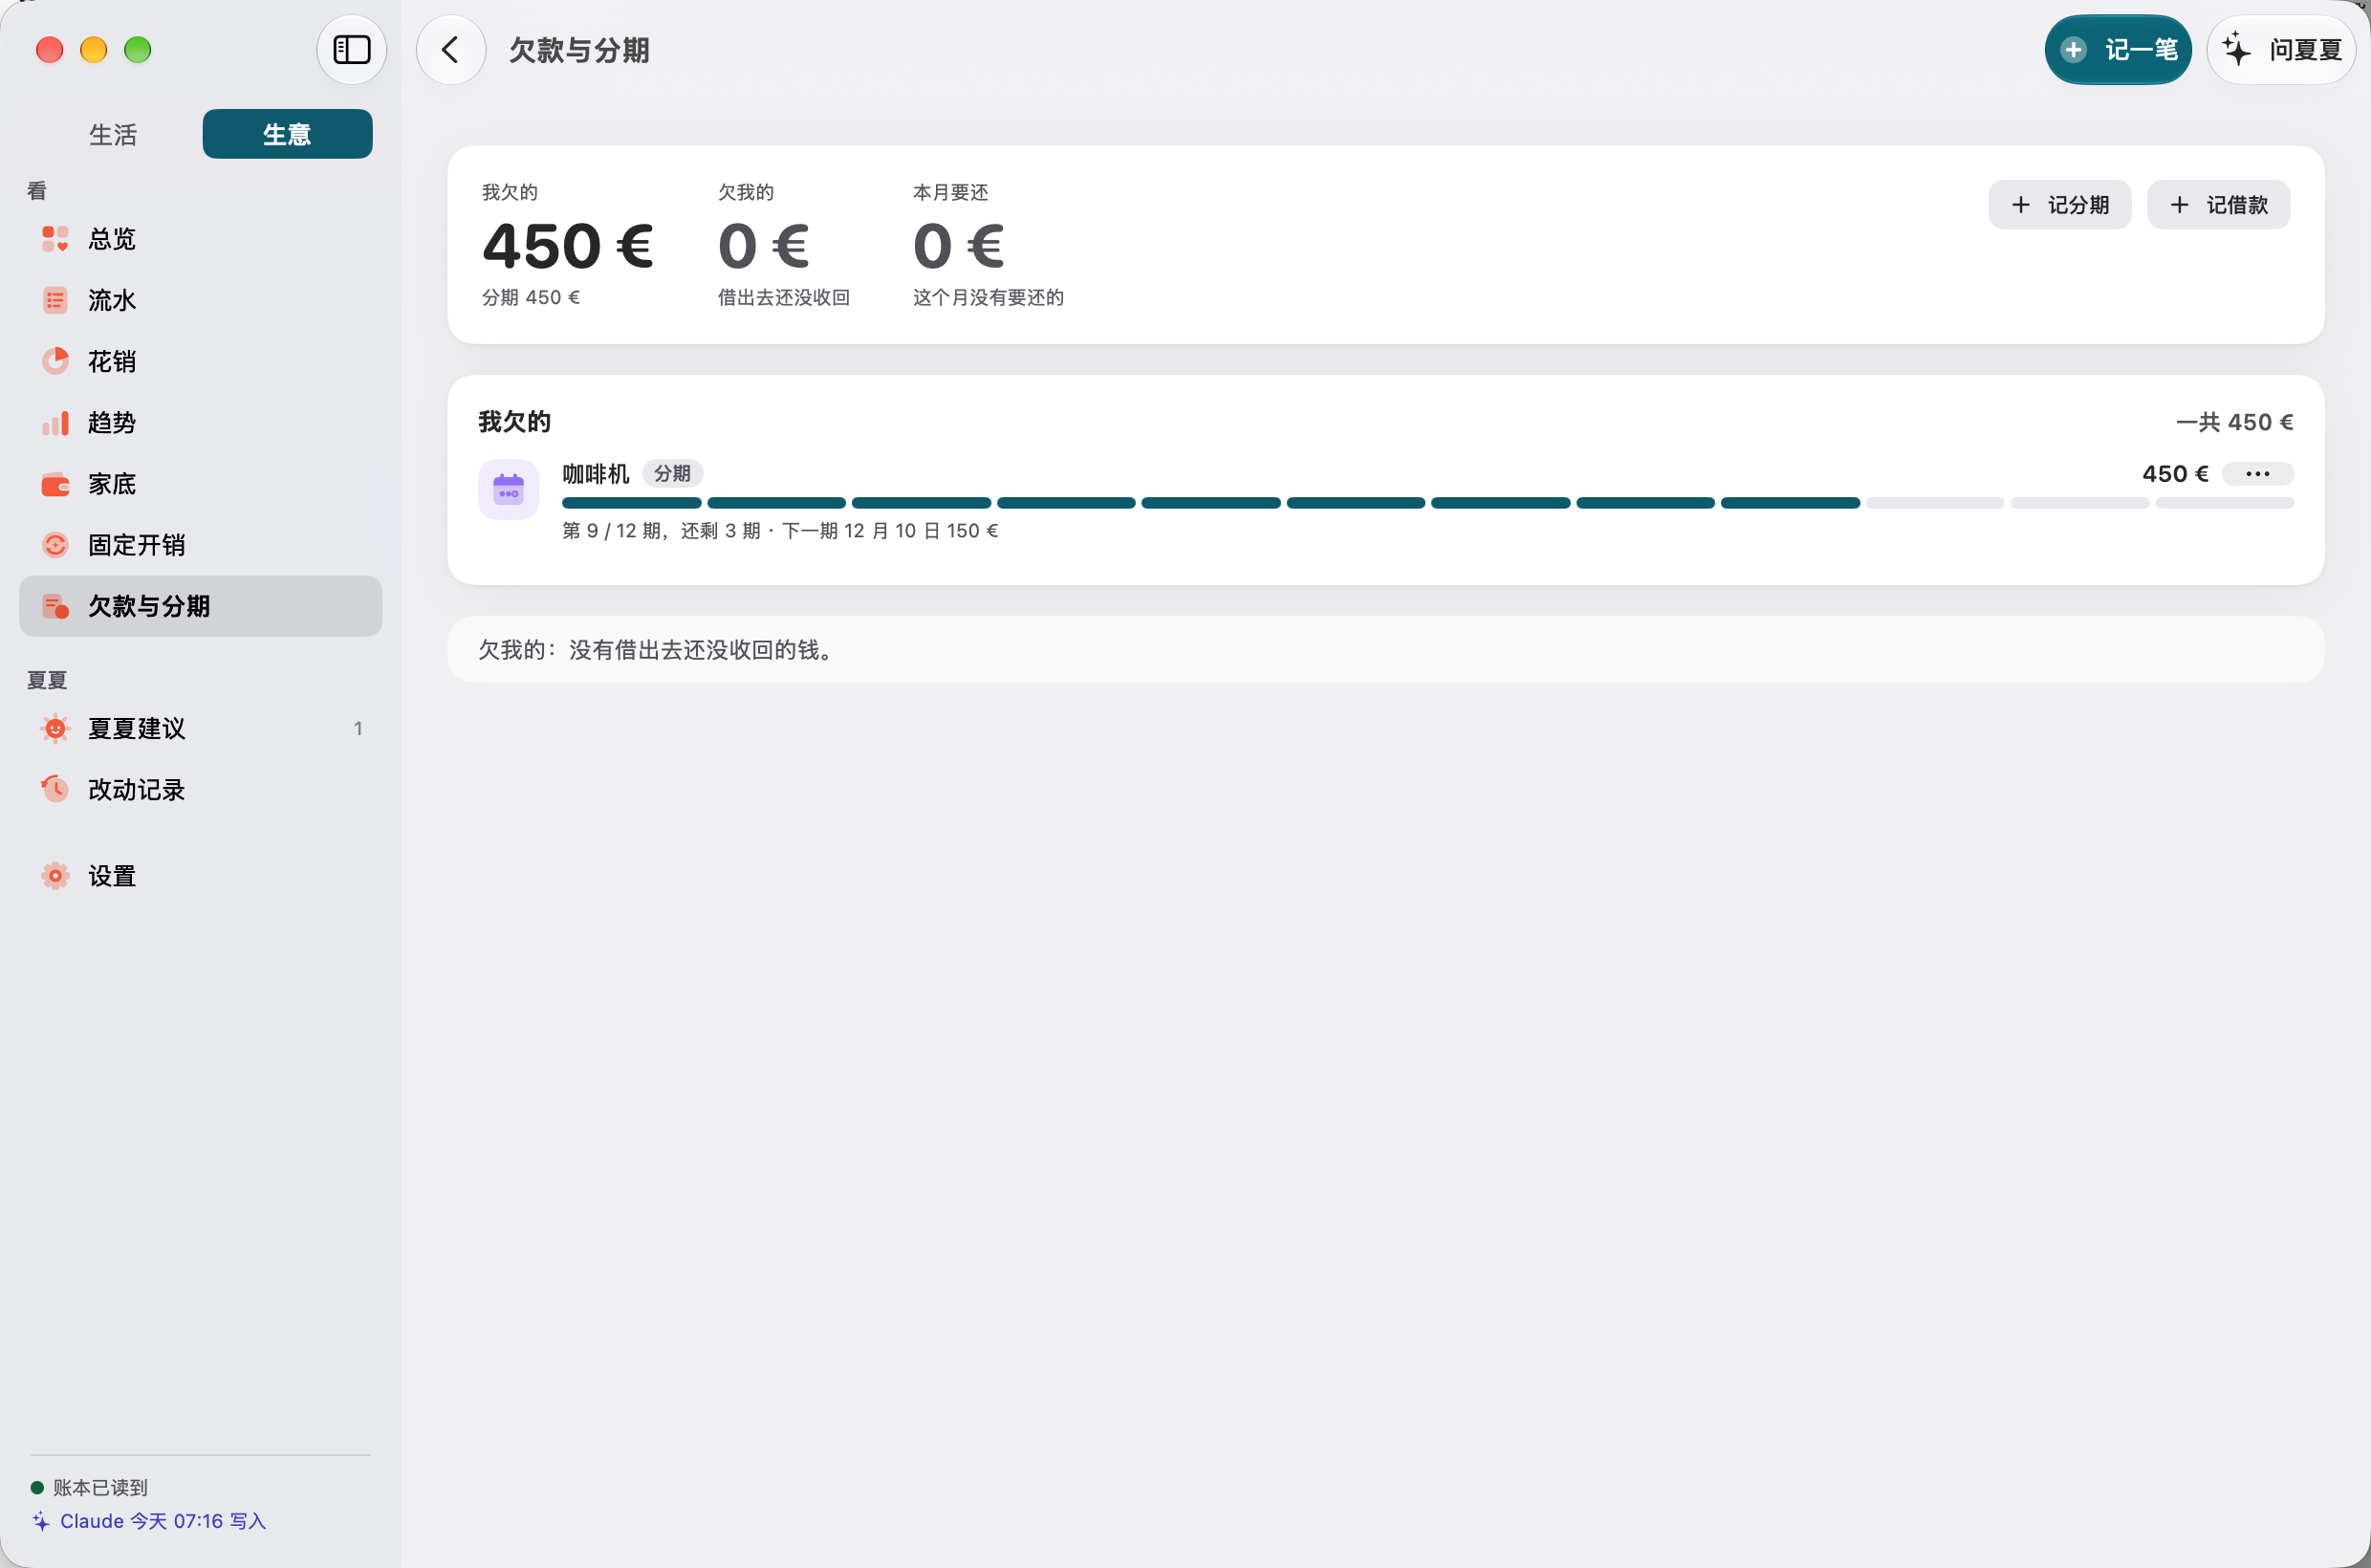 欠款与分期
记一笔
问夏夏
生活
生意
看
总览
流水
花销
趋势
家底
固定开销
欠款与分期
夏夏
夏夏建议 1
改动记录
设置
账本已读到
Claude 今天 07:16 写入
我欠的
450 €
分期 450 €
欠我的
0 €
借出去还没收回
本月要还
0 €
这个月没有要还的
+ 记分期
+ 记借款
我欠的
一共 450 €
咖啡机 分期
450 € ···
第 9 / 12 期，还剩 3 期 · 下一期 12 月 10 日 150 €
欠我的：没有借出去还没收回的钱。